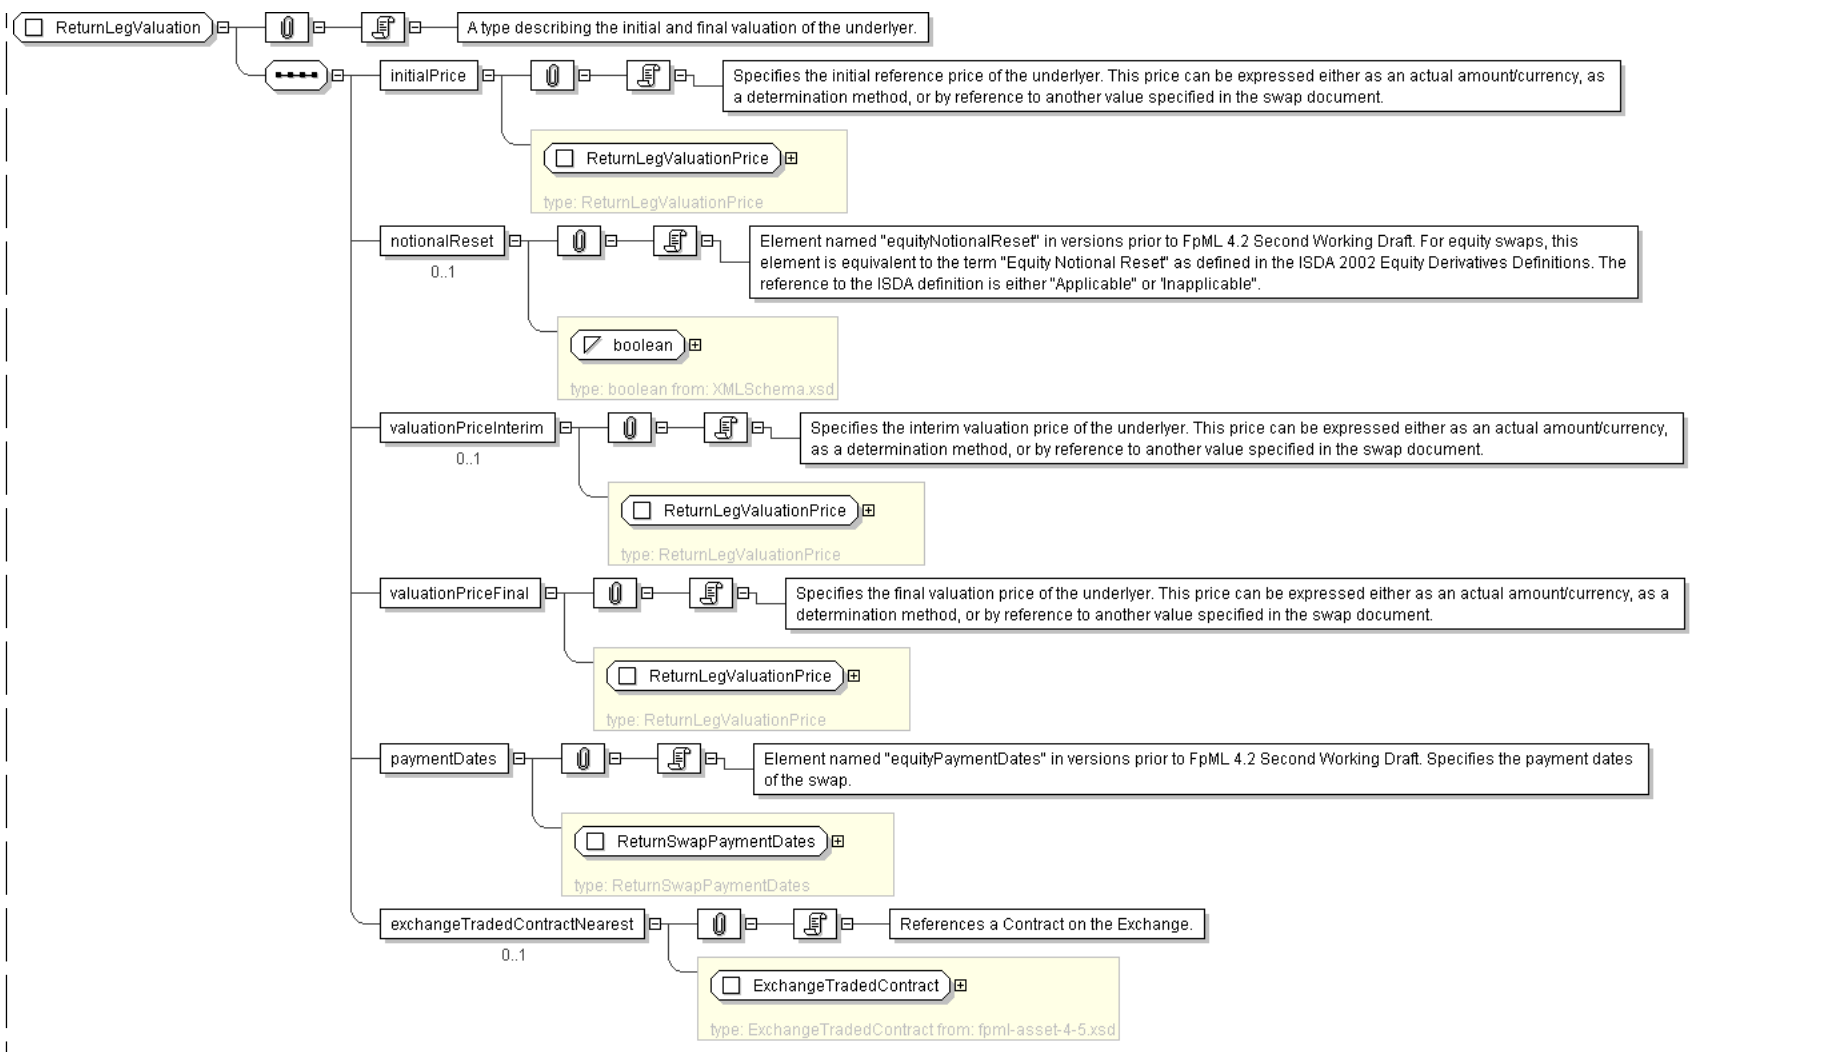 ReturnLegValuation
A type describing the initial and final valuation of the underlyer.
initialPrice
Specifies the initial reference price of the underlyer. This price can be expressed either as an actual amount/currency, as
a determination method, or by reference to another value specified in the swap document.
ReturnLegValuationPrice
type: ReturnLegValuationPrice
notionalReset
0..1
Element named "equityNotionalReset" in versions prior to FpML 4.2 Second Working Draft. For equity swaps, this
element is equivalent to the term "Equity Notional Reset" as defined in the ISDA 2002 Equity Derivatives Definitions. The
reference to the ISDA definition is either "Applicable" or 'Inapplicable".
boolean
type: boolean from: XMLSchema.xsd
valuationPriceInterim
0..1
Specifies the interim valuation price of the underlyer. This price can be expressed either as an actual amount/currency,
as a determination method, or by reference to another value specified in the swap document.
ReturnLegValuationPrice
type: ReturnLegValuationPrice
valuationPriceFinal
Specifies the final valuation price of the underlyer. This price can be expressed either as an actual amount/currency, as a
determination method, or by reference to another value specified in the swap document.
ReturnLegValuationPrice
type: ReturnLegValuationPrice
paymentDates
Element named "equityPaymentDates" in versions prior to FpML 4.2 Second Working Draft. Specifies the payment dates
of the swap.
ReturnSwapPaymentDates
type: ReturnSwapPaymentDates
exchangeTradedContractNearest
0..1
References a Contract on the Exchange.
ExchangeTradedContract
type: ExchangeTradedContract from: fpml-asset-4-5.xsd